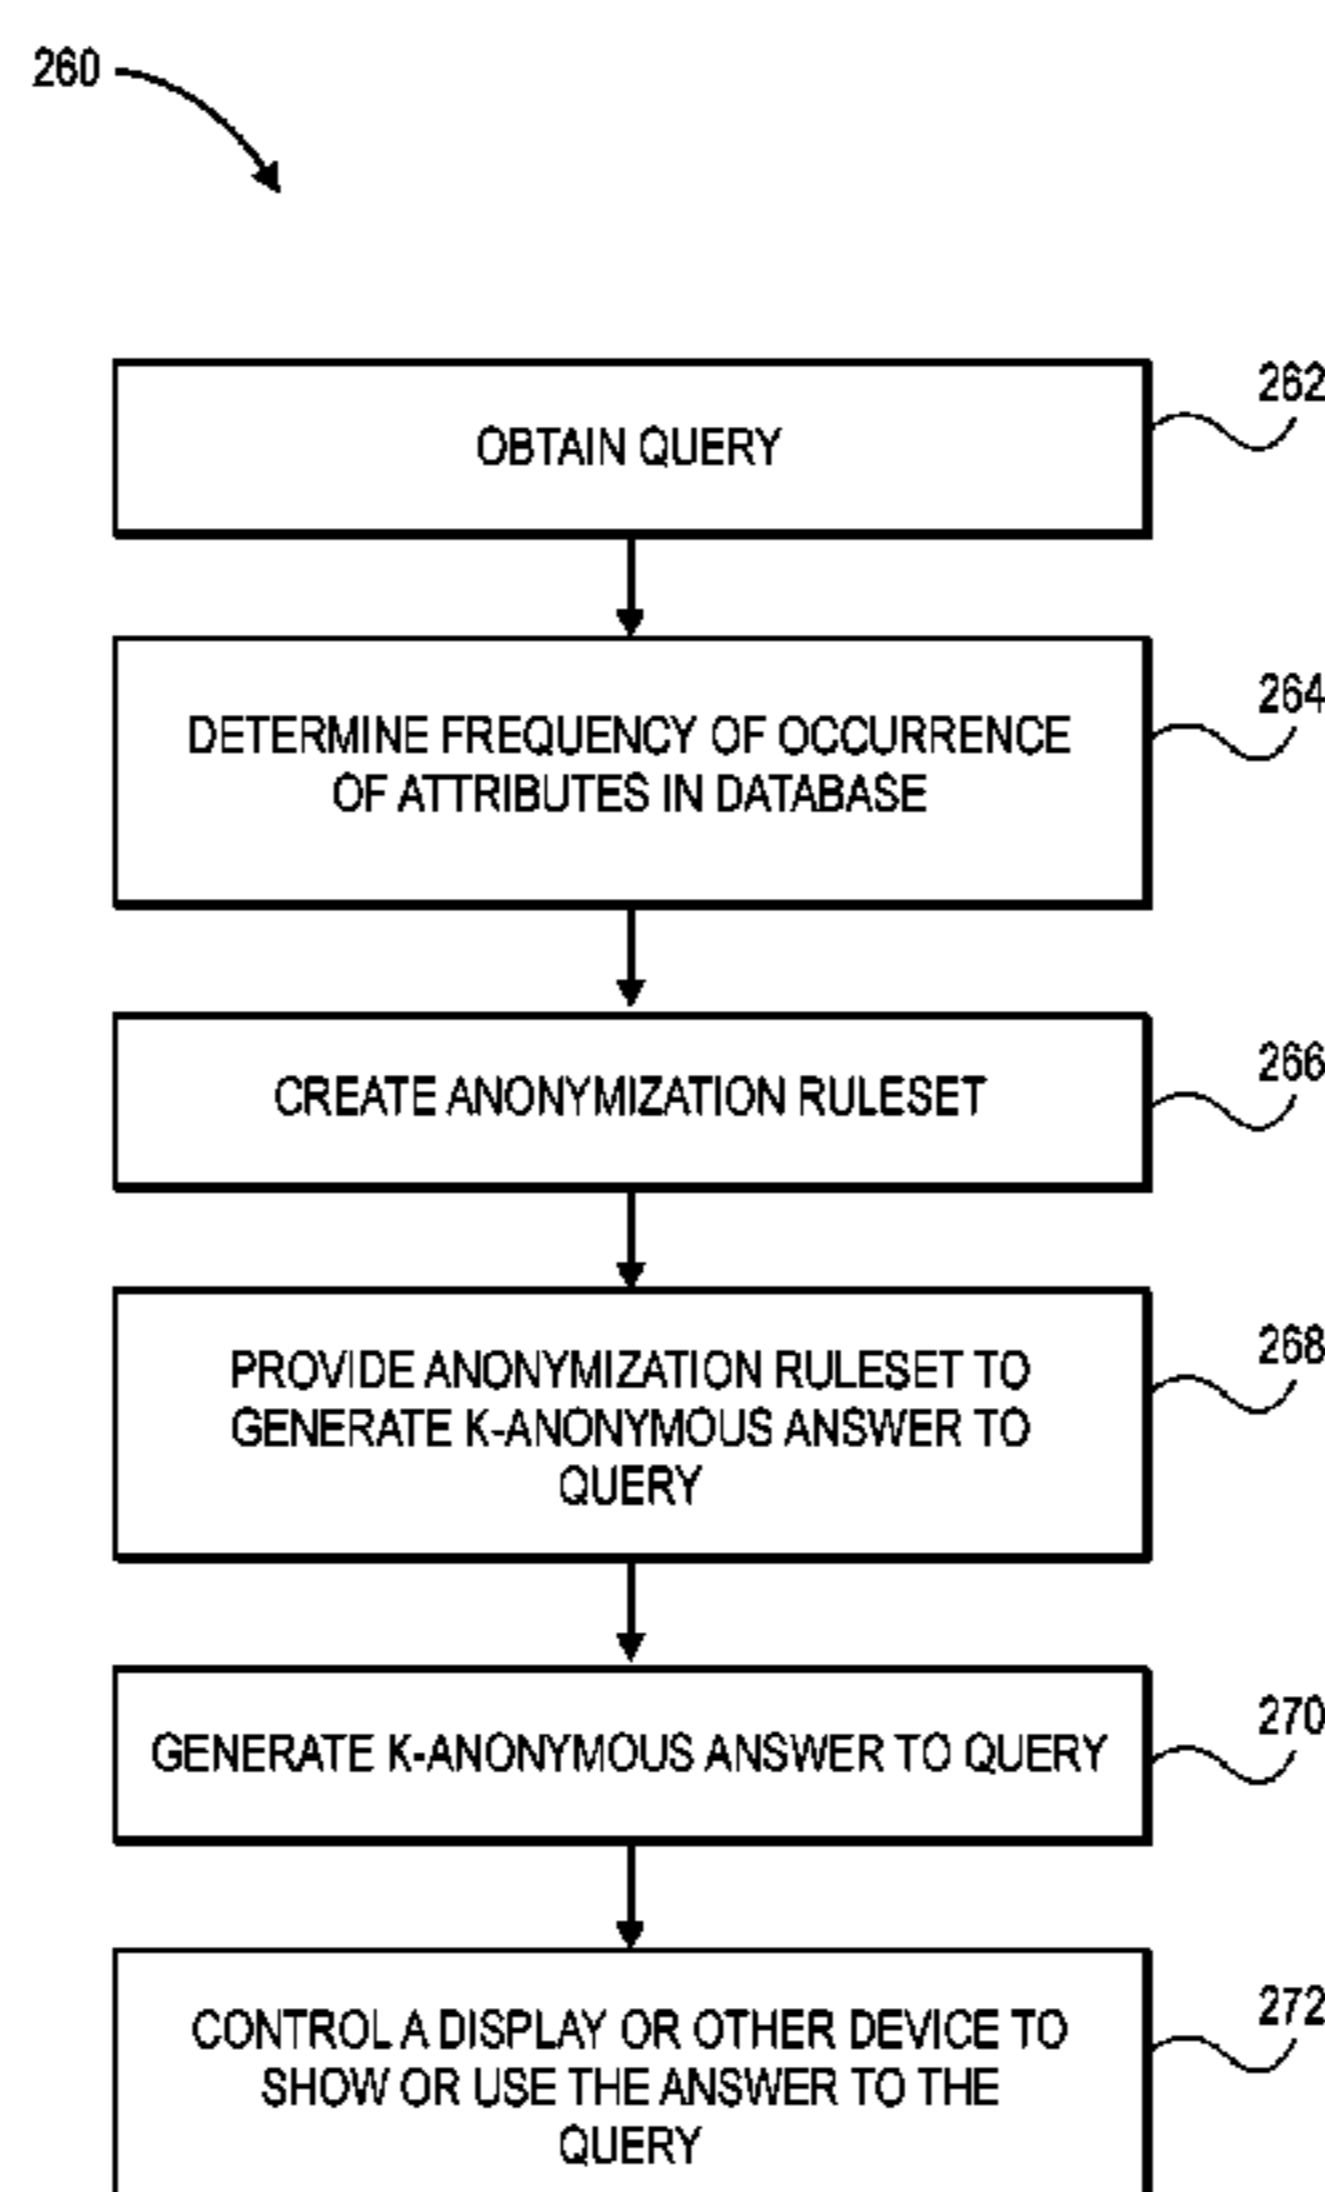 260
262
OBTAIN QUERY
264
DETERMINE FREQUENCY OF OCCURRENCE
OF ATTRIBUTES IN DATABASE
266
CREATE ANONYMIZATION RULESET
268
PROVIDE ANONYMIZATION RULESET TO
GENERATE K-ANONYMOUS ANSWER TO
QUERY
270
GENERATE K-ANONYMOUS ANSWER TO QUERY
272
CONTROL A DISPLAY OR OTHER DEVICE TO
SHOW OR USE THE ANSWER TO THE
QUERY